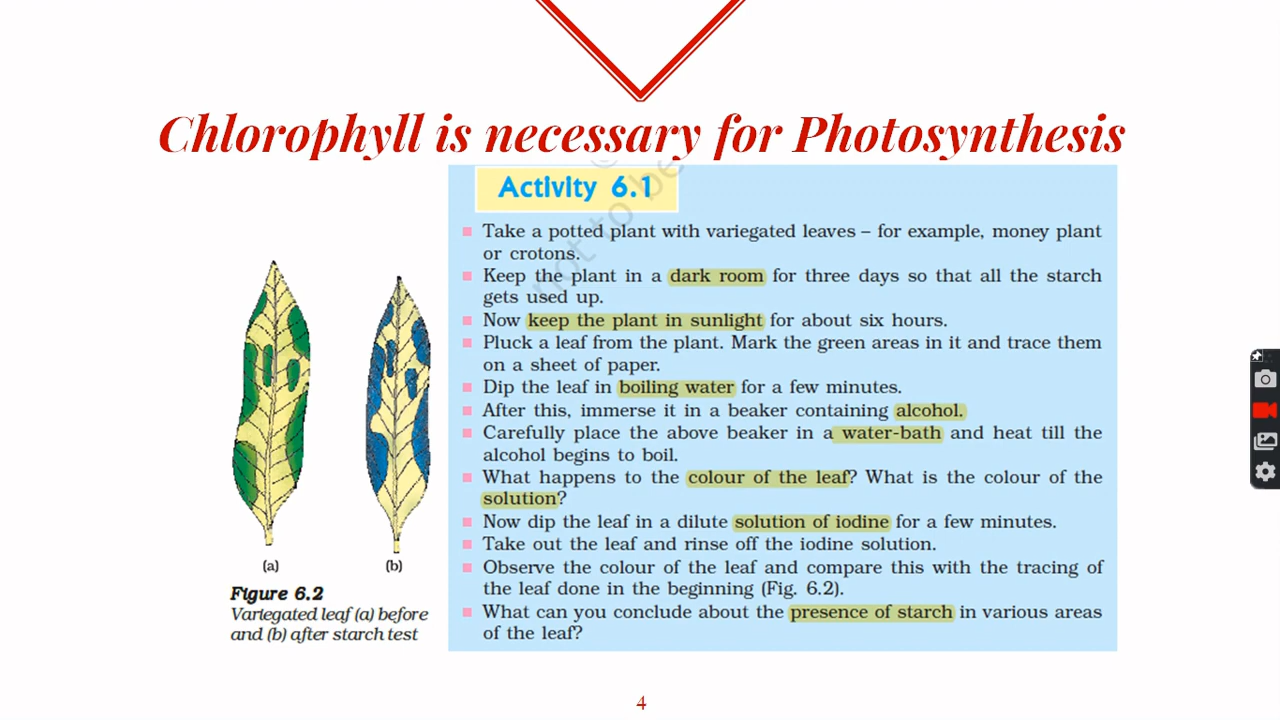 Chlorophyll is necessary for Photosynthesis
Activity 6.1
Take a potted plant with variegated leaves – for example, money plant
or crotons.
Keep the plant in a dark room for three days so that all the starch
gets used up.
Now keep the plant in sunlight for about six hours.
Pluck a leaf from the plant. Mark the green areas in it and trace them
on a sheet of paper.
Dip the leaf in boiling water for a few minutes.
After this, immerse it in a beaker containing alcohol.
Carefully place the above beaker in a water-bath and heat till the
alcohol begins to boil.
What happens to the colour of the leaf? What is the colour of the
solution?
Now dip the leaf in a dilute solution of iodine for a few minutes.
Take out the leaf and rinse off the iodine solution.
Observe the colour of the leaf and compare this with the tracing of
the leaf done in the beginning (Fig. 6.2).
What can you conclude about the presence of starch in various areas
of the leaf?
not to be
(a)
(b)
Figure 6.2
Variegated leaf (a) before
and (b) after starch test
4